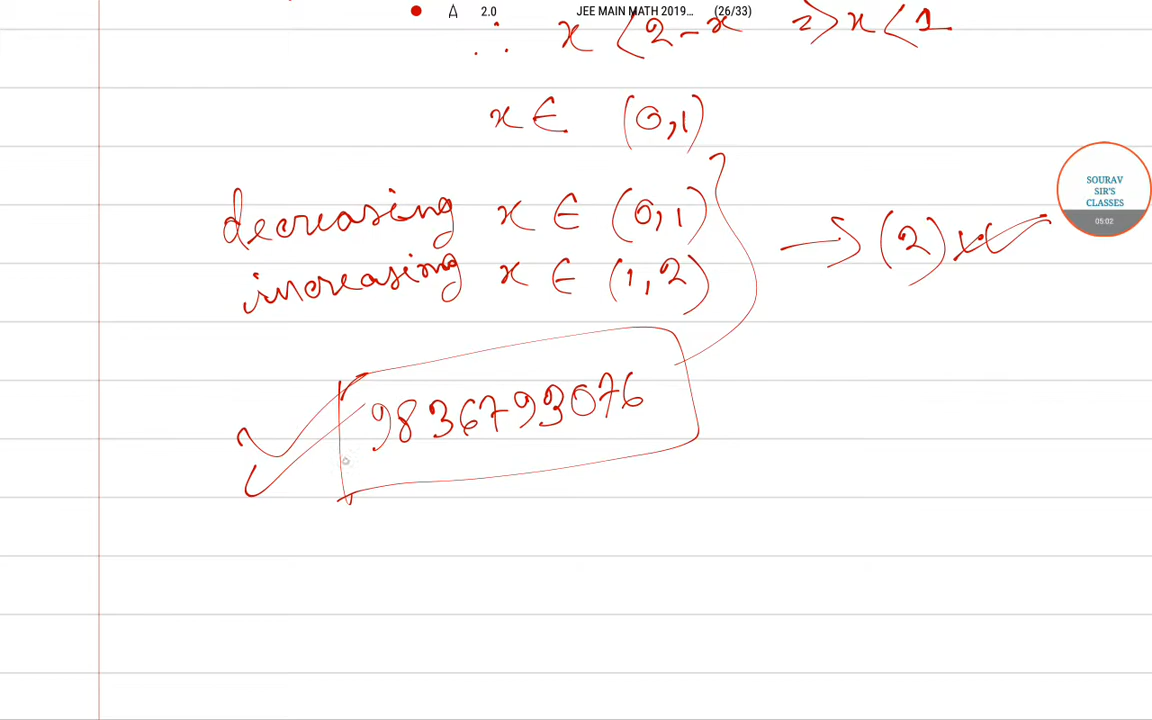 A 2.0 JEE MAIN MATH 2019... (26/33)
∴ x < 2 - x => x < 1
x ∈ (0,1)
decreasing x ∈ (0,1)
increasing x ∈ (1,2)
→ (2)
SOURAV
SIR'S
CLASSES
05:02
9836793076